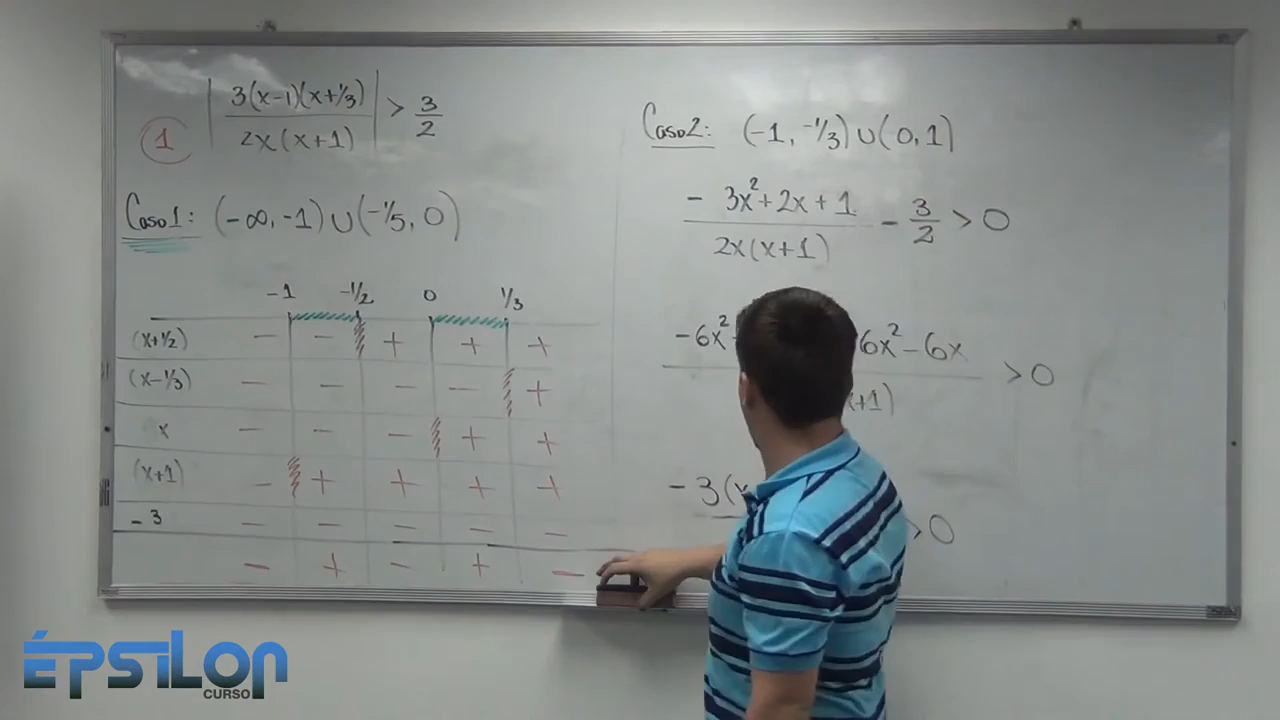 1 | 3(x-1)(x+1/3) / 2x(x+1) | > 3/2
Caso1: (-∞, -1) ∪ (-1/5, 0)
-1 -1/2 0 1/3
(x+1/2) - - + + +
(x-1/3) - - - - +
x - - - + +
(x+1) - + + + +
-3 - - - - -
- + - + -
Caso2: (-1, -1/3) ∪ (0, 1)
- 3x²+2x+1 / 2x(x+1) - 3/2 > 0
-6x² 6x²-6x / +1) > 0
-3(x > 0
ÉPSILON
CURSO